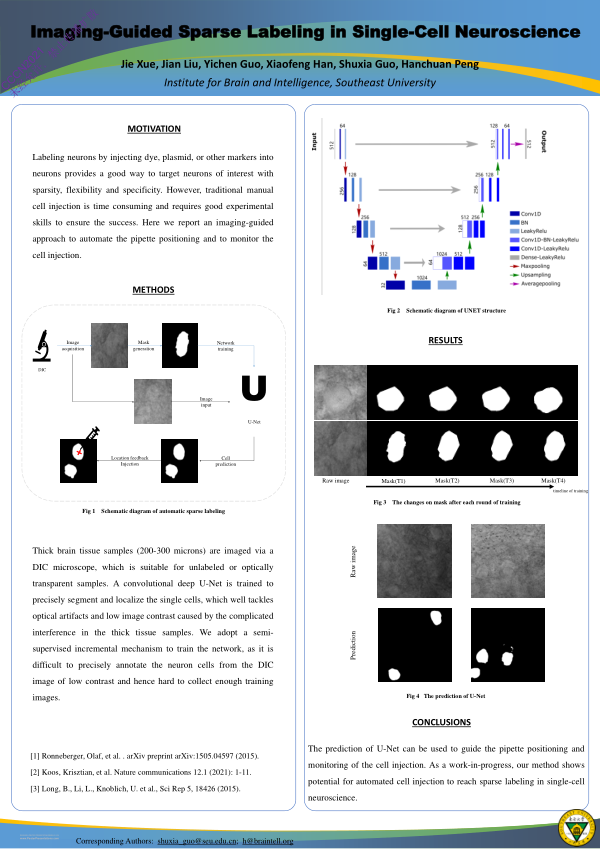 Imaging-Guided Sparse Labeling in Single-Cell Neuroscience
Jie Xue, Jian Liu, Yichen Guo, Xiaofeng Han, Shuxia Guo, Hanchuan Peng
Institute for Brain and Intelligence, Southeast University
MOTIVATION
Labeling neurons by injecting dye, plasmid, or other markers into
neurons provides a good way to target neurons of interest with
sparsity, flexibility and specificity. However, traditional manual
cell injection is time consuming and requires good experimental
skills to ensure the success. Here we report an imaging-guided
approach to automate the pipette positioning and to monitor the
cell injection.
METHODS
DIC
Image
acquisition
Mask
generation
Network
training
Image
input
U
U-Net
Location feedback
Injection
Cell
prediction
Fig 1 Schematic diagram of automatic sparse labeling
Thick brain tissue samples (200-300 microns) are imaged via a
DIC microscope, which is suitable for unlabeled or optically
transparent samples. A convolutional deep U-Net is trained to
precisely segment and localize the single cells, which well tackles
optical artifacts and low image contrast caused by the complicated
interference in the thick tissue samples. We adopt a semi-
supervised incremental mechanism to train the network, as it is
difficult to precisely annotate the neuron cells from the DIC
image of low contrast and hence hard to collect enough training
images.
[1] Ronneberger, Olaf, et al. . arXiv preprint arXiv:1505.04597 (2015).
[2] Koos, Krisztian, et al. Nature communications 12.1 (2021): 1-11.
[3] Long, B., Li, L., Knoblich, U. et al., Sci Rep 5, 18426 (2015).
Input
64
512
128
256
256
128
512
64
32
1024
1024 512
64
512 256
128
256 128
256
128 64
512
512
Output
Conv1D
BN
LeakyRelu
Conv1D-BN-LeakyRelu
Conv1D-LeakyRelu
Dense-LeakyRelu
Maxpooling
Upsampling
Averagepooling
Fig 2 Schematic diagram of UNET structure
RESULTS
Raw image
Mask(T1)
Mask(T2)
Mask(T3)
Mask(T4)
timeline of training
Fig 3 The changes on mask after each round of training
Raw image
Prediction
Fig 4 The prediction of U-Net
CONCLUSIONS
The prediction of U-Net can be used to guide the pipette positioning and
monitoring of the cell injection. As a work-in-progress, our method shows
potential for automated cell injection to reach sparse labeling in single-cell
neuroscience.
Corresponding Authors: shuxia_guo@seu.edu.cn; h@braintell.org